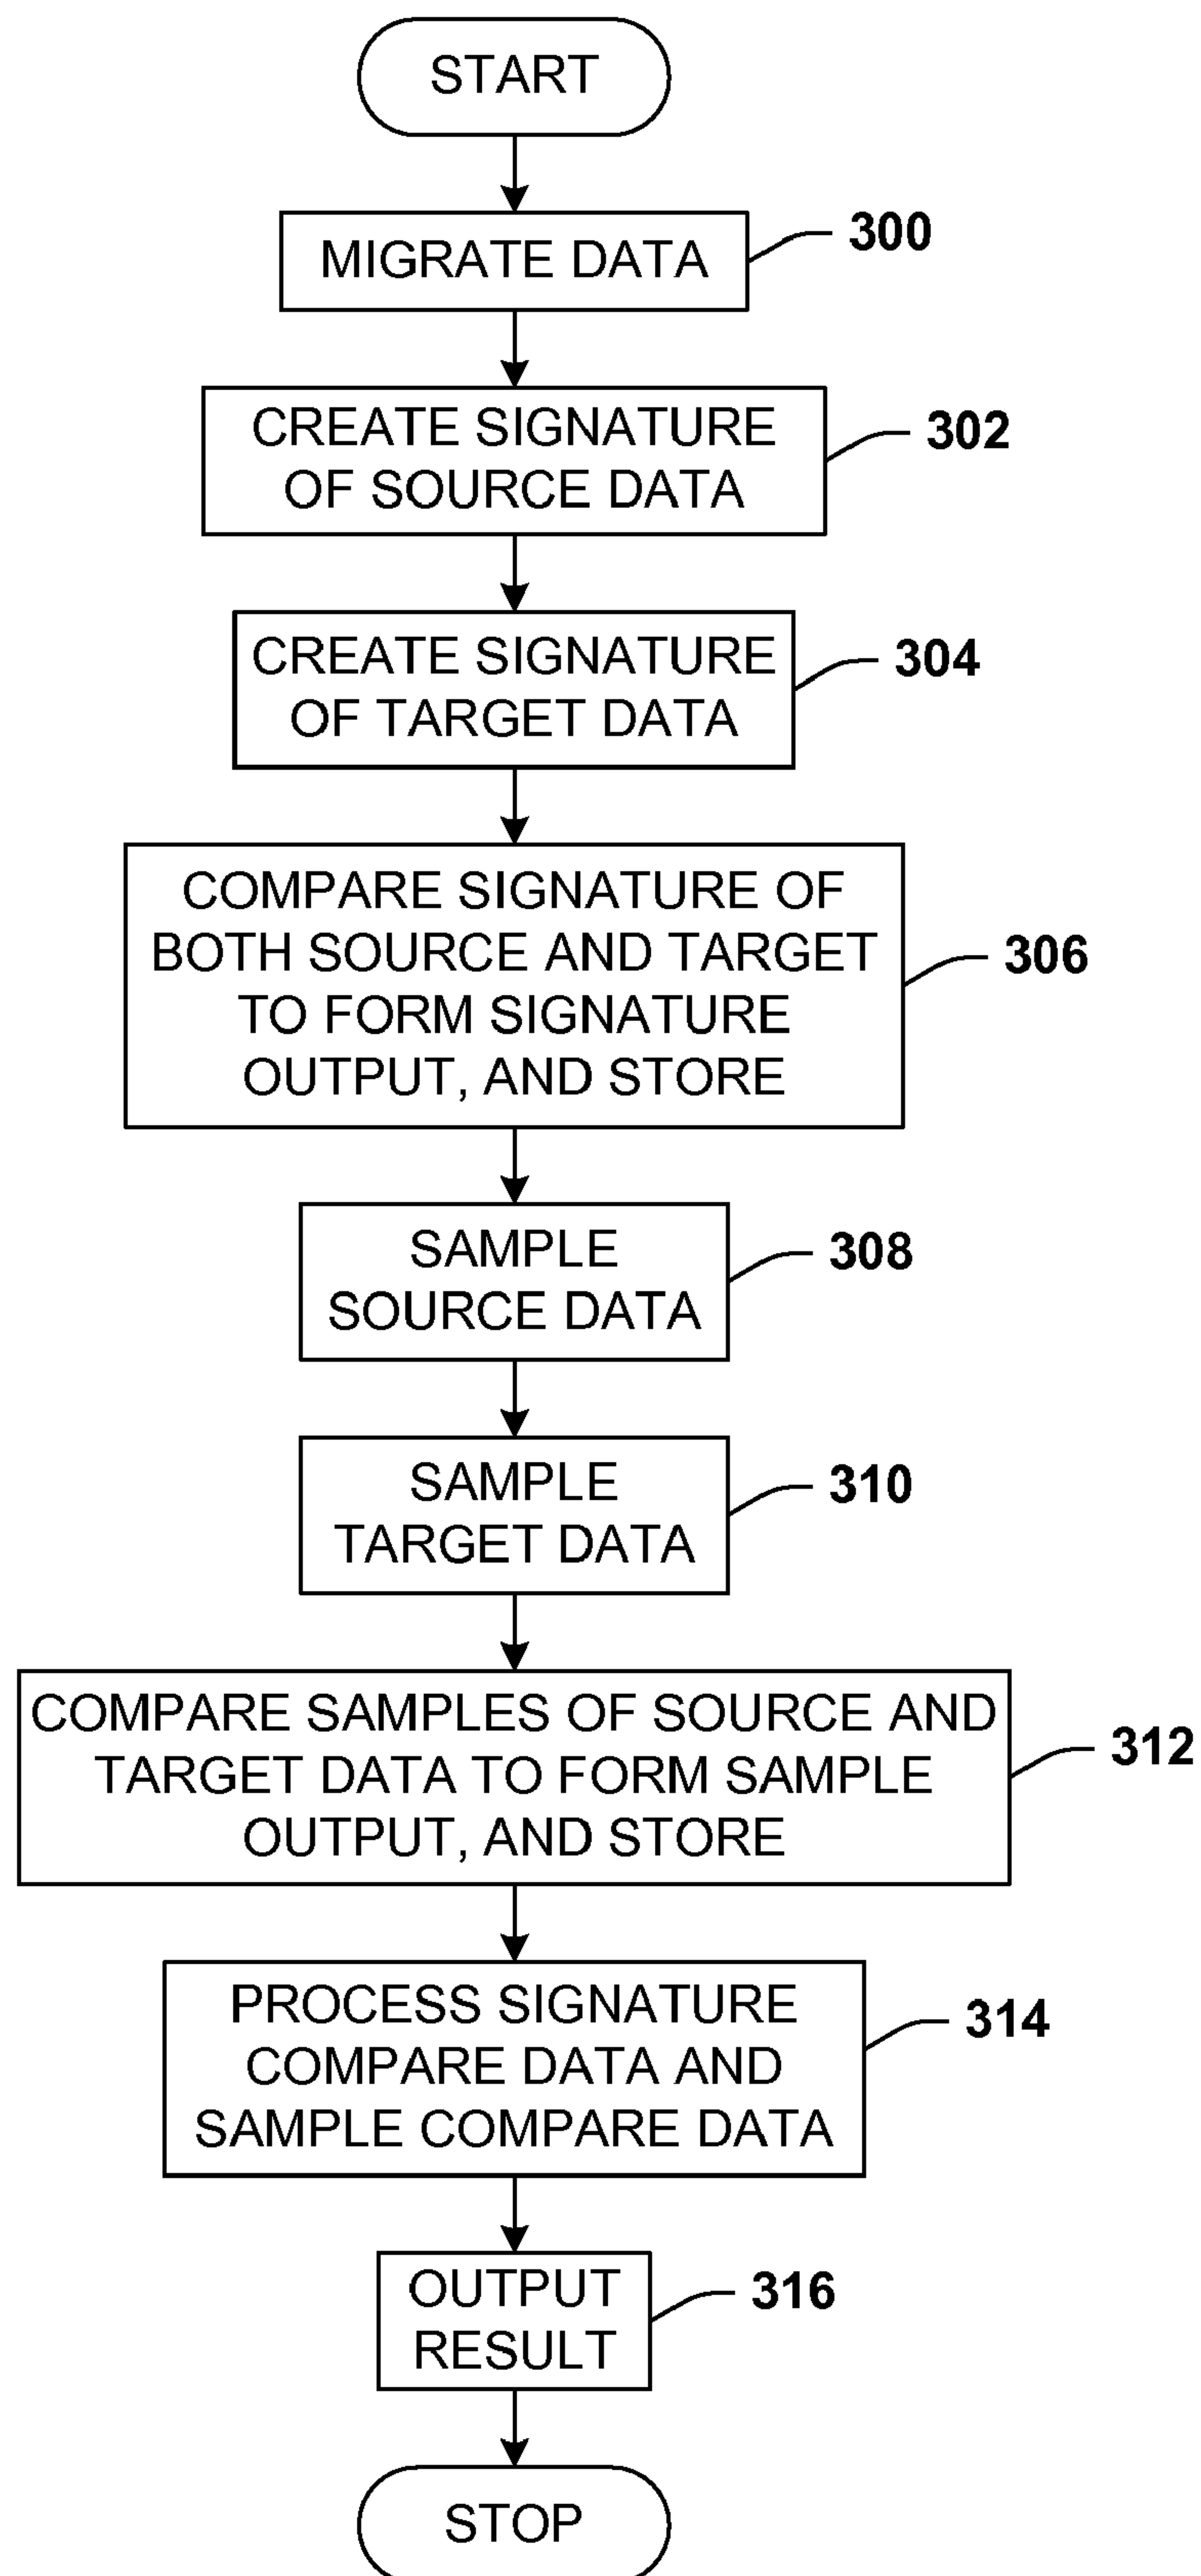 START
MIGRATE DATA
300
CREATE SIGNATURE
OF SOURCE DATA
302
CREATE SIGNATURE
OF TARGET DATA
304
COMPARE SIGNATURE OF
BOTH SOURCE AND TARGET
TO FORM SIGNATURE
OUTPUT, AND STORE
306
SAMPLE
SOURCE DATA
308
SAMPLE
TARGET DATA
310
COMPARE SAMPLES OF SOURCE AND
TARGET DATA TO FORM SAMPLE
OUTPUT, AND STORE
312
PROCESS SIGNATURE
COMPARE DATA AND
SAMPLE COMPARE DATA
314
OUTPUT
RESULT
316
STOP